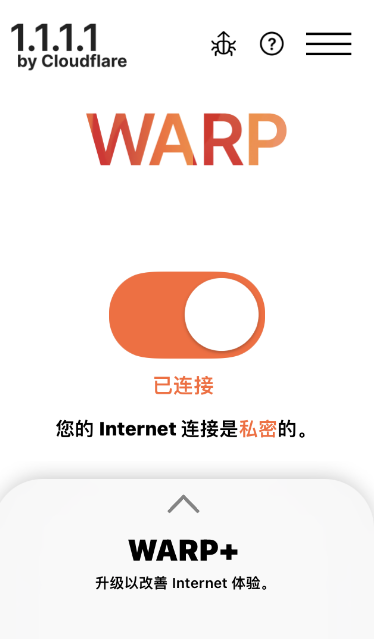 1.1.1.1
by Cloudflare
WARP
已连接
您的 Internet 连接是私密的。
WARP+
升级以改善 Internet 体验。